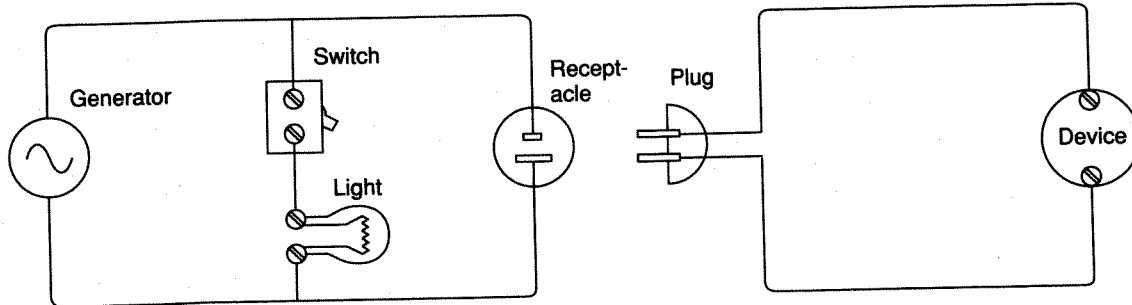 Generator
Switch
Light
Recept-
acle
Plug
Device